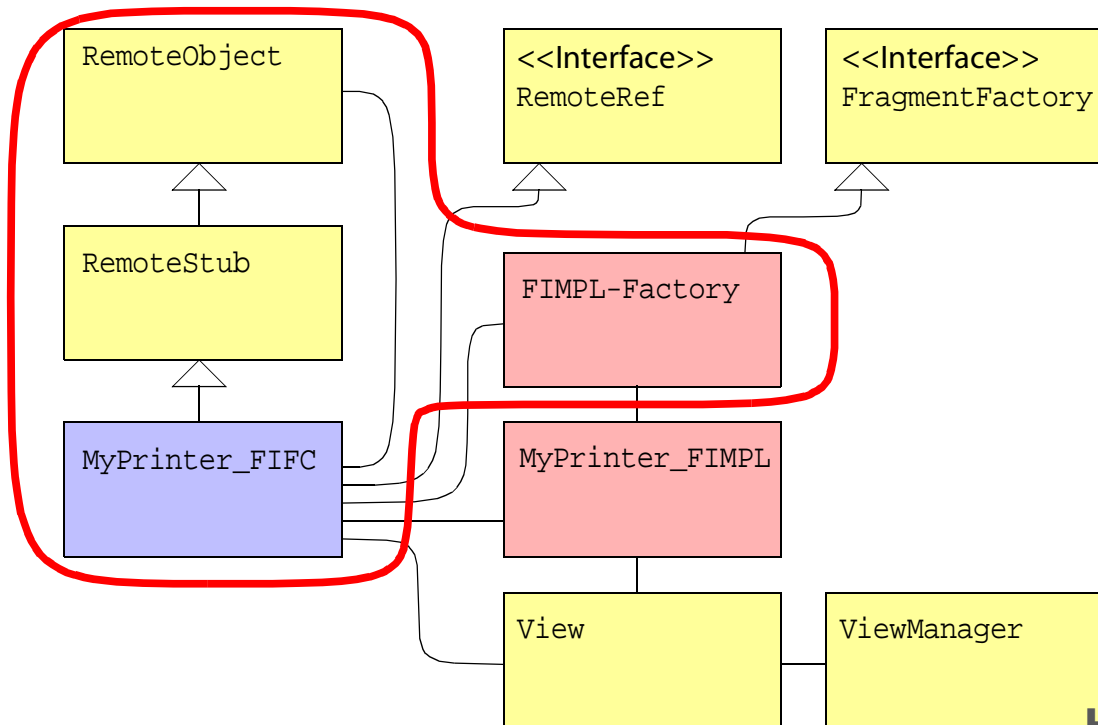 RemoteObject
<<Interface>>
RemoteRef
<<Interface>>
FragmentFactory
RemoteStub
FIMPL-Factory
MyPrinter_FIFC
MyPrinter_FIMPL
View
ViewManager